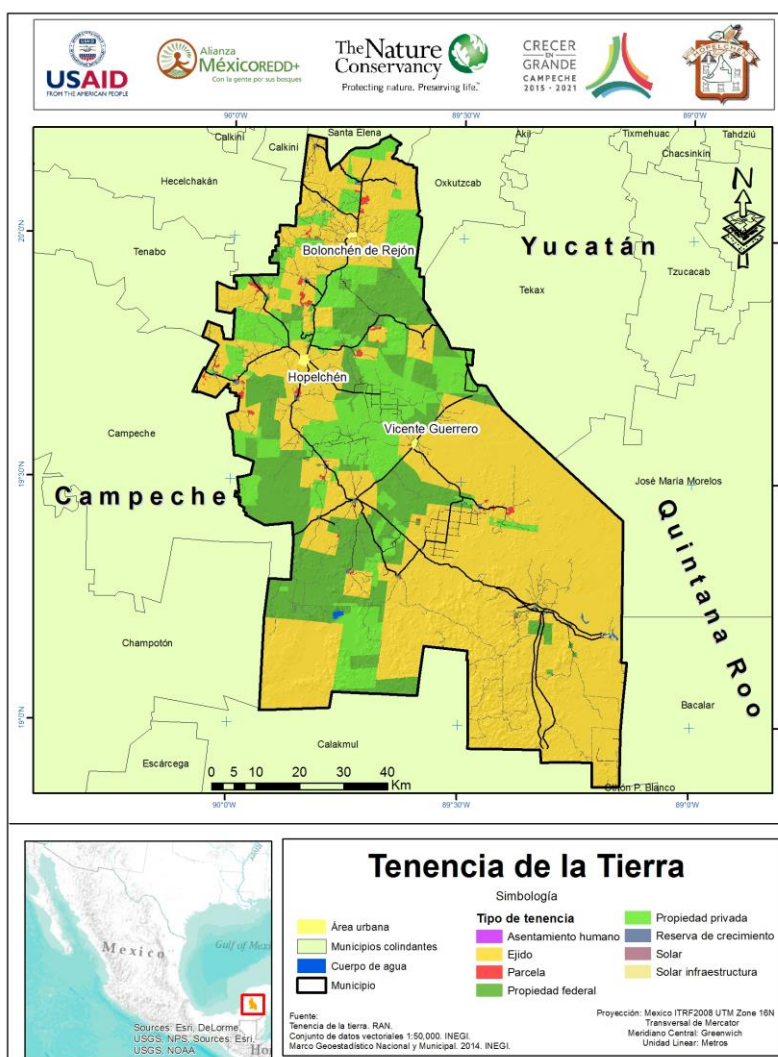 USAID
FROM THE AMERICAN PEOPLE
Alianza
MéxicoREDD+
Con la gente por sus bosques
The Nature
Conservancy
Protecting nature. Preserving life.™
CRECER
EN
GRANDE
CAMPECHE
2015 - 2021
HOPELCHÉN
90°0'W
89°30'W
89°0'W
Calkiní
Calkiní
Santa Elena
Akil
Tixmehuac
Tahdziú
Chacsinkín
Hecelchakán
Oxkutzcab
N
20°0'N
Tenabo
Bolonchén de Rejón
Yucatán
Tzucacab
Tekax
Hopelchén
Campeche
Vicente Guerrero
19°30'N
José María Morelos
Campeche
Quintana Roo
Champotón
19°0'N
Bacalar
Calakmul
Escárcega
Othón P. Blanco
0 5 10 20 30 40
Km
90°0'W
89°30'W
89°0'W
Mexico
Gulf of Mexi
Sources: Esri, DeLorme,
USGS, NPS. Sources: Esri,
USGS, NOAA
Tenencia de la Tierra
Simbología
Área urbana
Municipios colindantes
Cuerpo de agua
Municipio
Tipo de tenencia
Asentamiento humano
Ejido
Parcela
Propiedad federal
Propiedad privada
Reserva de crecimiento
Solar
Solar infraestructura
Fuente:
Tenencia de la tierra. RAN.
Conjunto de datos vectoriales 1:50,000. INEGI.
Marco Geoestadístico Nacional y Municipal. 2014. INEGI.
Proyección: Mexico ITRF2008 UTM Zone 16N
Transversal de Mercator
Meridiano Central: Greenwich
Unidad Linear: Metros